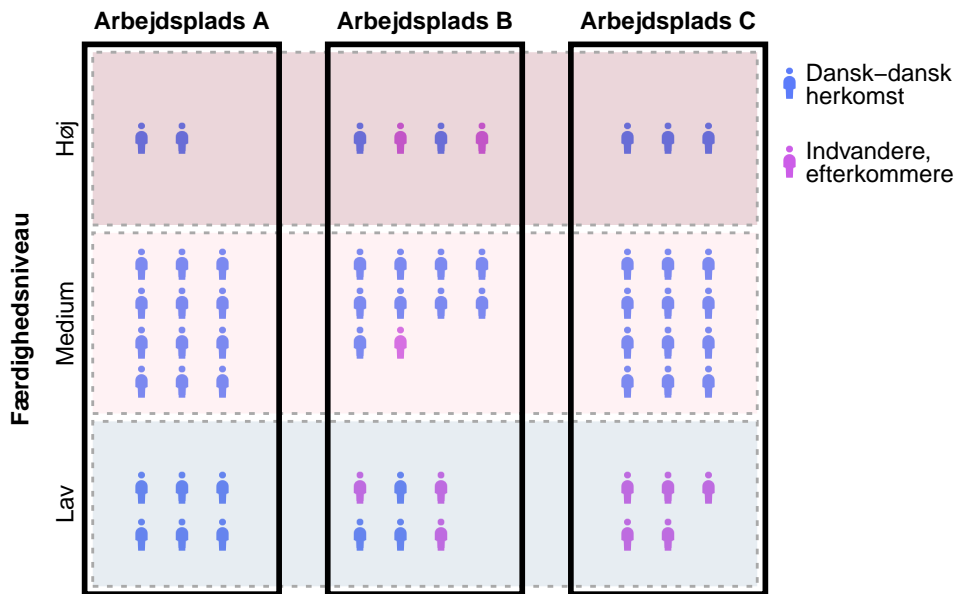 Arbejdsplads A
Arbejdsplads B
Arbejdsplads C
Færdighedsniveau
Høj
Medium
Lav
Dansk−dansk
herkomst
Indvandere,
efterkommere